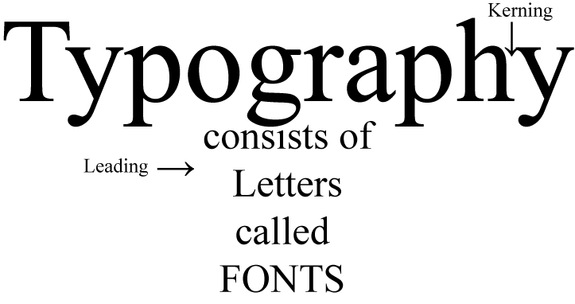 Kerning
Typography
consists of
Leading
Letters
called
FONTS